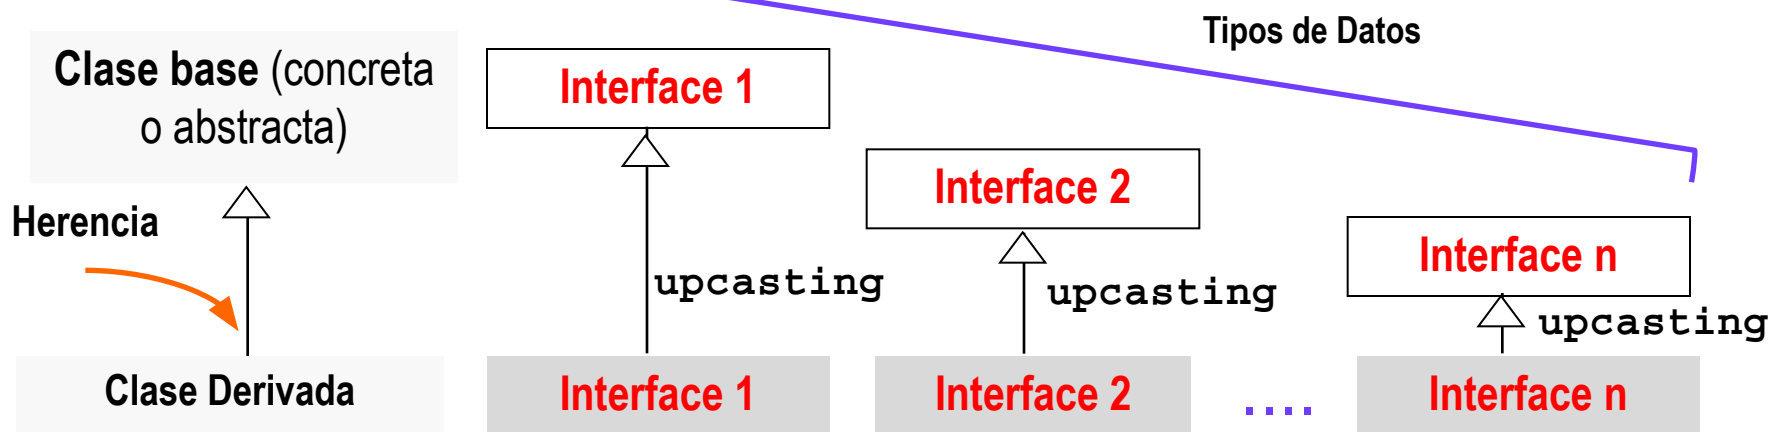 Tipos de Datos
Clase base (concreta
o abstracta)
Interface 1
Interface 2
Interface n
Herencia
upcasting
upcasting
upcasting
Clase Derivada
Interface 1
Interface 2
....
Interface n